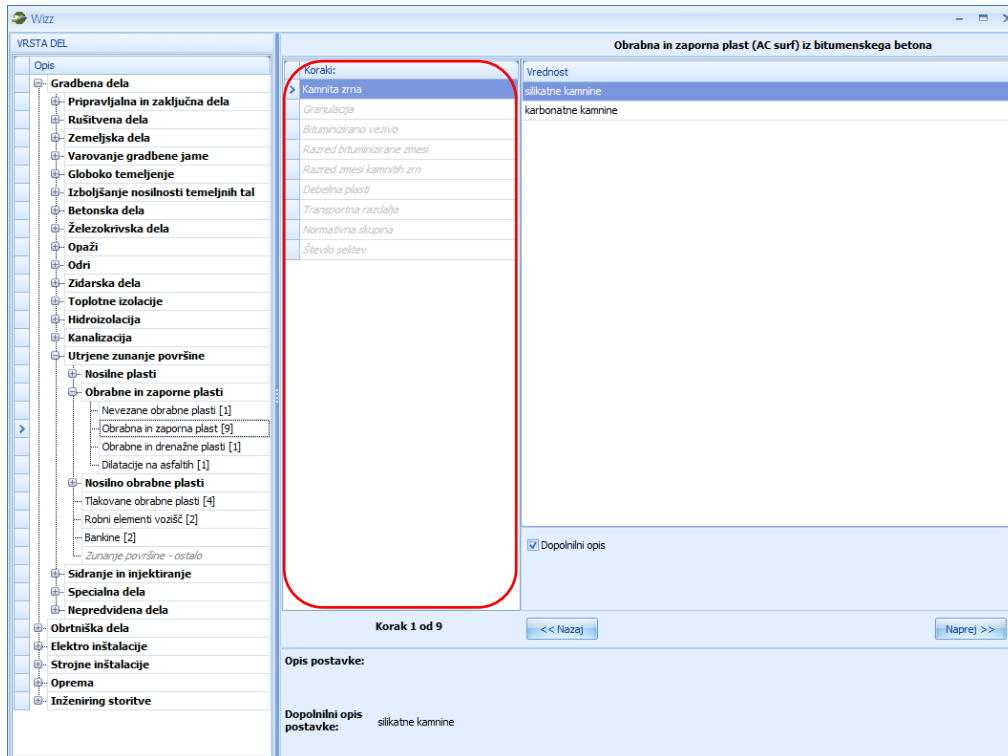 Wizz
VRSTA DEL
Opis
Gradbena dela
Pripravljalna in zaključna dela
Rušitvena dela
Zemeljska dela
Varovanje gradbene jame
Globoko temeljenje
Izboljšanje nosilnosti temeljnih tal
Betonska dela
Železokrivska dela
Opaži
Odri
Zidarska dela
Toplotne izolacije
Hidroizolacija
Kanalizacija
Utrjene zunanje površine
Nosilne plasti
Obrabne in zaporne plasti
Nevezane obrabne plasti [1]
Obrabna in zaporna plast [9]
Obrabne in drenažne plasti [1]
Dilatacije na asfaltih [1]
Nosilno obrabne plasti
Tlakovane obrabne plasti [4]
Robni elementi vozišč [2]
Bankine [2]
Zunanje površine - ostalo
Sidranje in injektiranje
Specialna dela
Nepredvidena dela
Obrtniška dela
Elektro inštalacije
Strojne inštalacije
Oprema
Inženiring storitve
Obrabna in zaporna plast (AC surf) iz bitumenskega betona
Koraki:
Kamnita zrna
Granulacija
Bituminizirano vezivo
Razred bituminizirane zmesi
Razred zmesi kamnitih zrn
Debelina plasti
Transportna razdalja
Normativna skupina
Število selitev
Vrednost
silikatne kamnine
karbonatne kamnine
Dopolnilni opis
Korak 1 od 9
<< Nazaj
Naprej >>
Opis postavke:
Dopolnilni opis
postavke:
silikatne kamnine